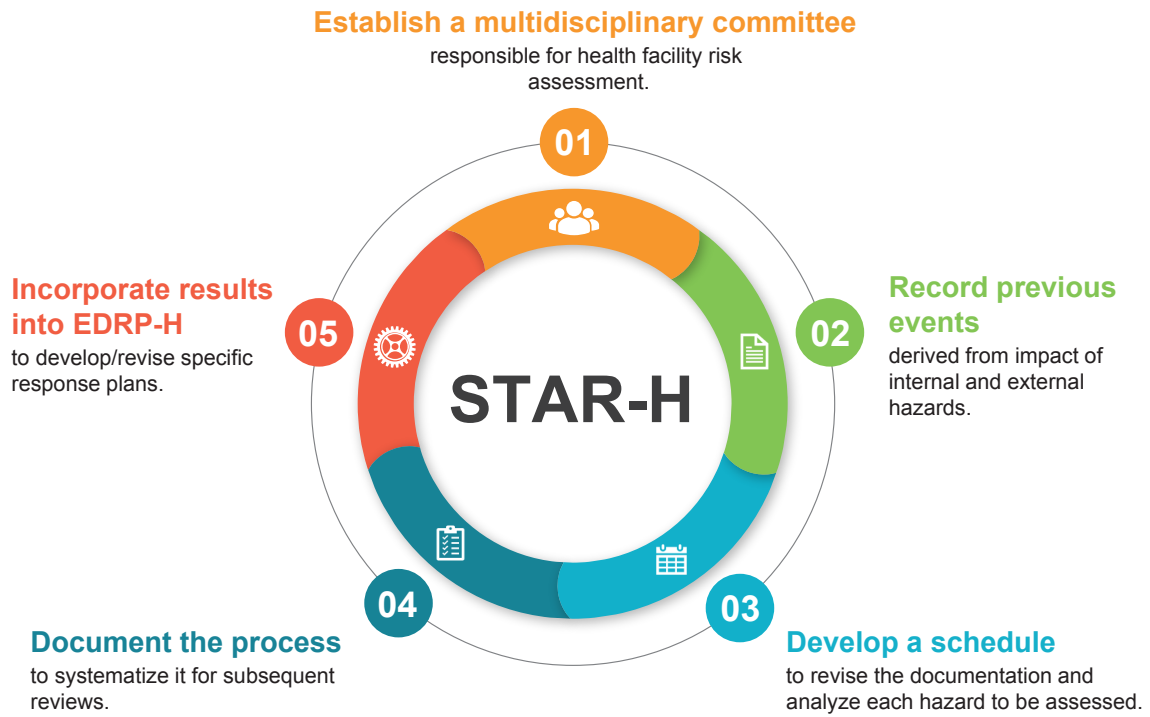 Establish a multidisciplinary committee
responsible for health facility risk
assessment.
01
Record previous
events
derived from impact of
internal and external
hazards.
02
Develop a schedule
to revise the documentation and
analyze each hazard to be assessed.
03
Document the process
to systematize it for subsequent
reviews.
04
Incorporate results
into EDRP-H
to develop/revise specific
response plans.
05
STAR-H